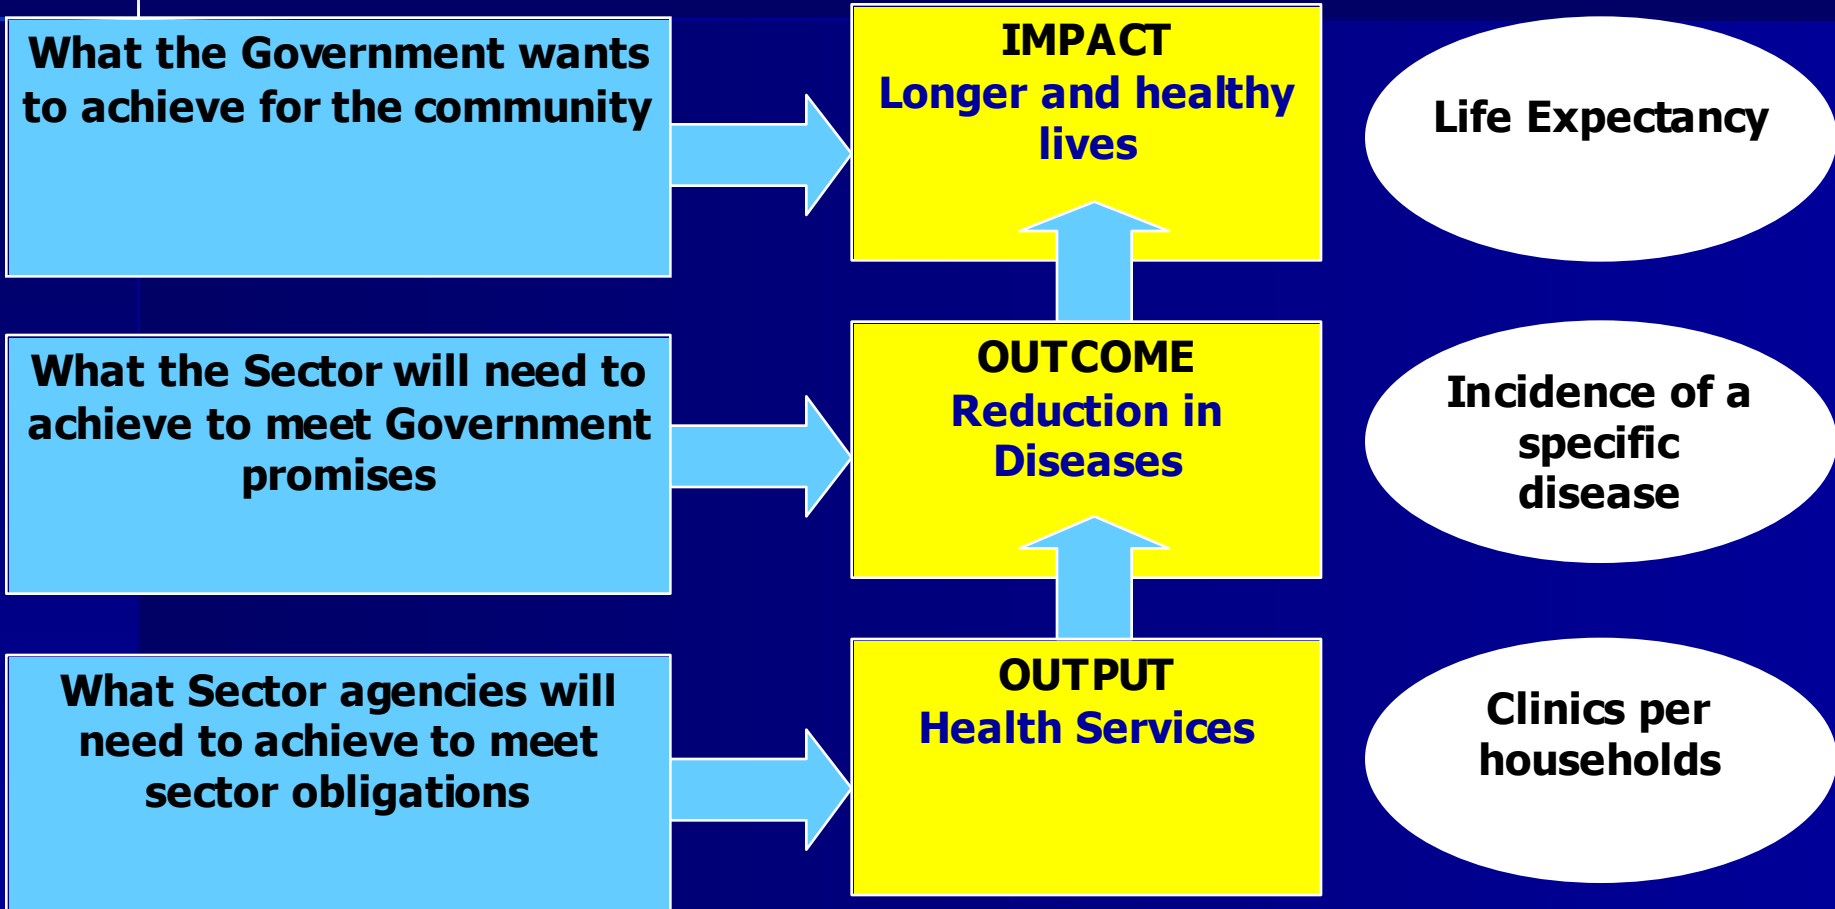 What the Government wants
to achieve for the community
IMPACT
Longer and healthy
lives
Life Expectancy
What the Sector will need to
achieve to meet Government
promises
OUTCOME
Reduction in
Diseases
Incidence of a
specific
disease
What Sector agencies will
need to achieve to meet
sector obligations
OUTPUT
Health Services
Clinics per
households